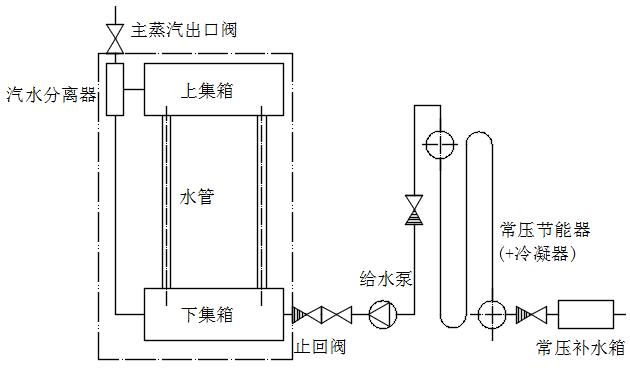 主蒸汽出口阀
汽水分离器
上集箱
水管
常压节能器
(+冷凝器)
给水泵
下集箱
止回阀
常压补水箱